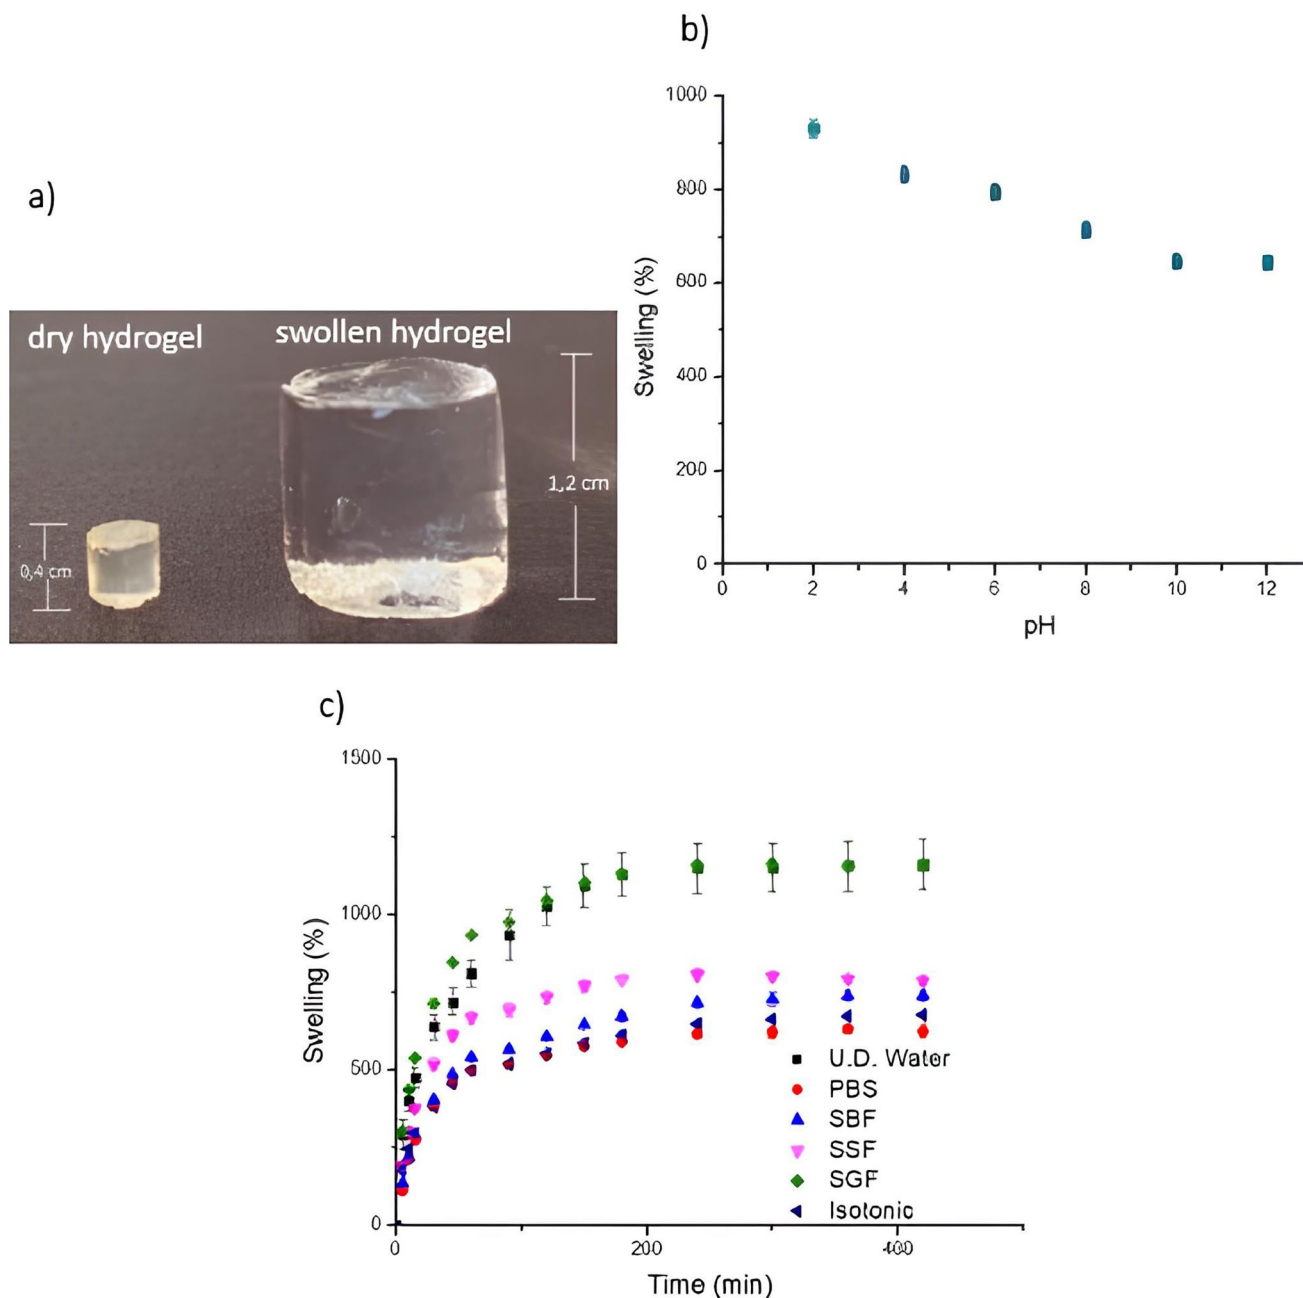 a)
dry hydrogel
swollen hydrogel
0,4 cm
1,2 cm
b)
1000
800
600
400
200
0
Swelling (%)
0 2 4 6 8 10 12
pH
c)
1500
1000
500
0
Swelling (%)
0 200 400
Time (min)
U.D. Water
PBS
SBF
SSF
SGF
Isotonic